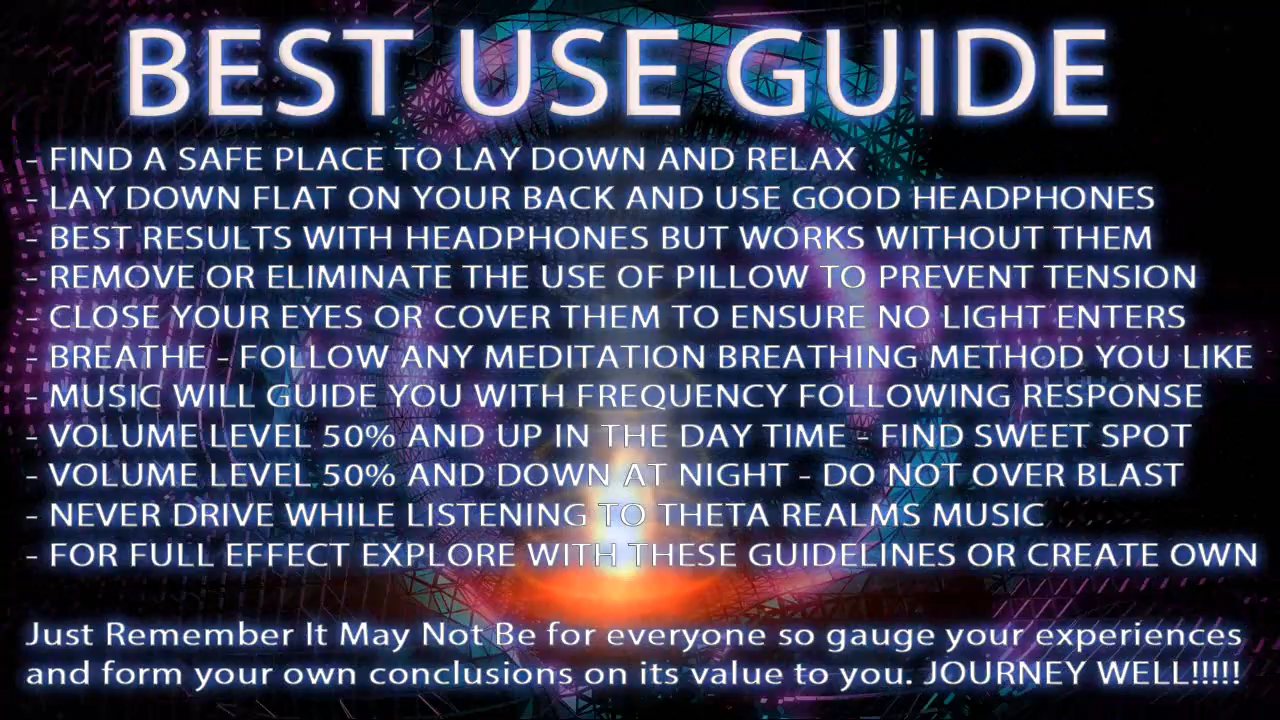 BEST USE GUIDE
- FIND A SAFE PLACE TO LAY DOWN AND RELAX
- LAY DOWN FLAT ON YOUR BACK AND USE GOOD HEADPHONES
- BEST RESULTS WITH HEADPHONES BUT WORKS WITHOUT THEM
- REMOVE OR ELIMINATE THE USE OF PILLOW TO PREVENT TENSION
- CLOSE YOUR EYES OR COVER THEM TO ENSURE NO LIGHT ENTERS
- BREATHE - FOLLOW ANY MEDITATION BREATHING METHOD YOU LIKE
- MUSIC WILL GUIDE YOU WITH FREQUENCY FOLLOWING RESPONSE
- VOLUME LEVEL 50% AND UP IN THE DAY TIME - FIND SWEET SPOT
- VOLUME LEVEL 50% AND DOWN AT NIGHT - DO NOT OVER BLAST
- NEVER DRIVE WHILE LISTENING TO THETA REALMS MUSIC
- FOR FULL EFFECT EXPLORE WITH THESE GUIDELINES OR CREATE OWN
Just Remember It May Not Be for everyone so gauge your experiences
and form your own conclusions on its value to you. JOURNEY WELL!!!!!